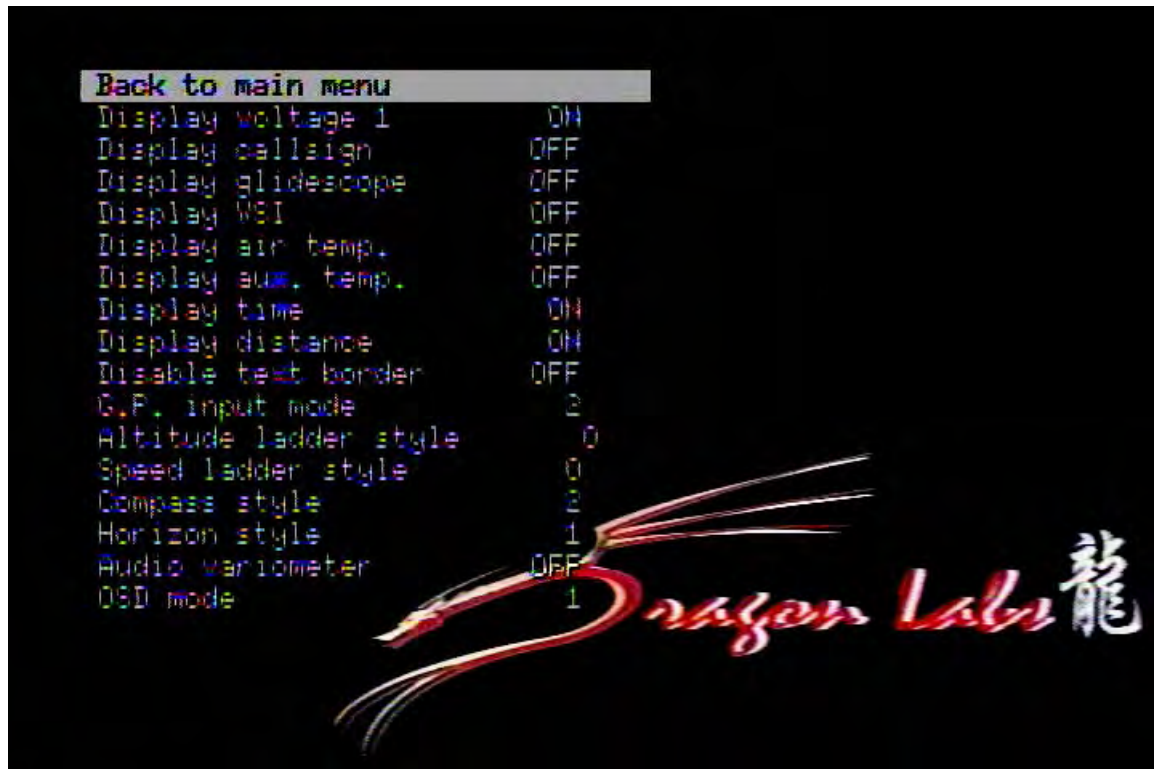 Back to main menu
Display voltage 1 ON
Display callsign OFF
Display glidescope OFF
Display VSI OFF
Display air temp. OFF
Display aux. temp. OFF
Display time ON
Display distance ON
Disable text border OFF
G.P. input mode 2
Altitude ladder style 0
Speed ladder style 0
Compass style 2
Horizon style 1
Audio variometer OFF
OSD mode 1
Dragon Labs 龍